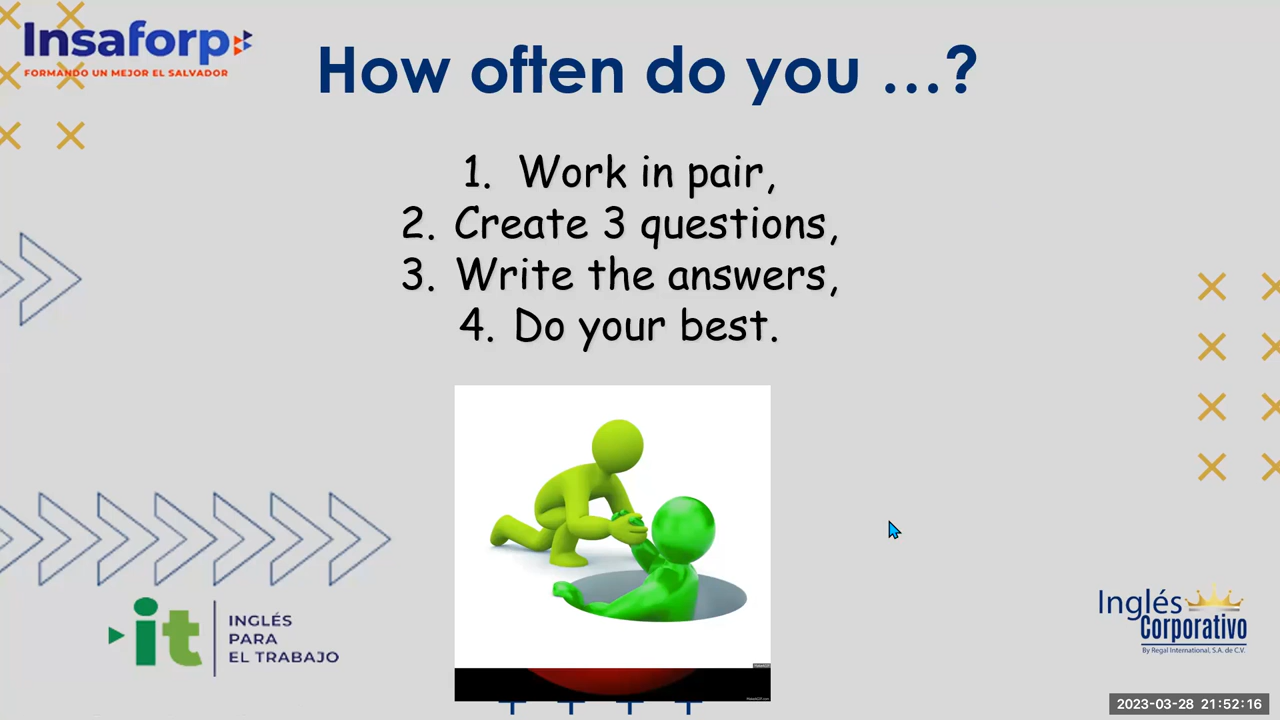 Insaforp
FORMANDO UN MEJOR EL SALVADOR
How often do you ...?
1. Work in pair,
2. Create 3 questions,
3. Write the answers,
4. Do your best.
it
INGLÉS
PARA
EL TRABAJO
Inglés
Corporativo
By Regal International, S.A. de C.V.
2023-03-28 21:52:16